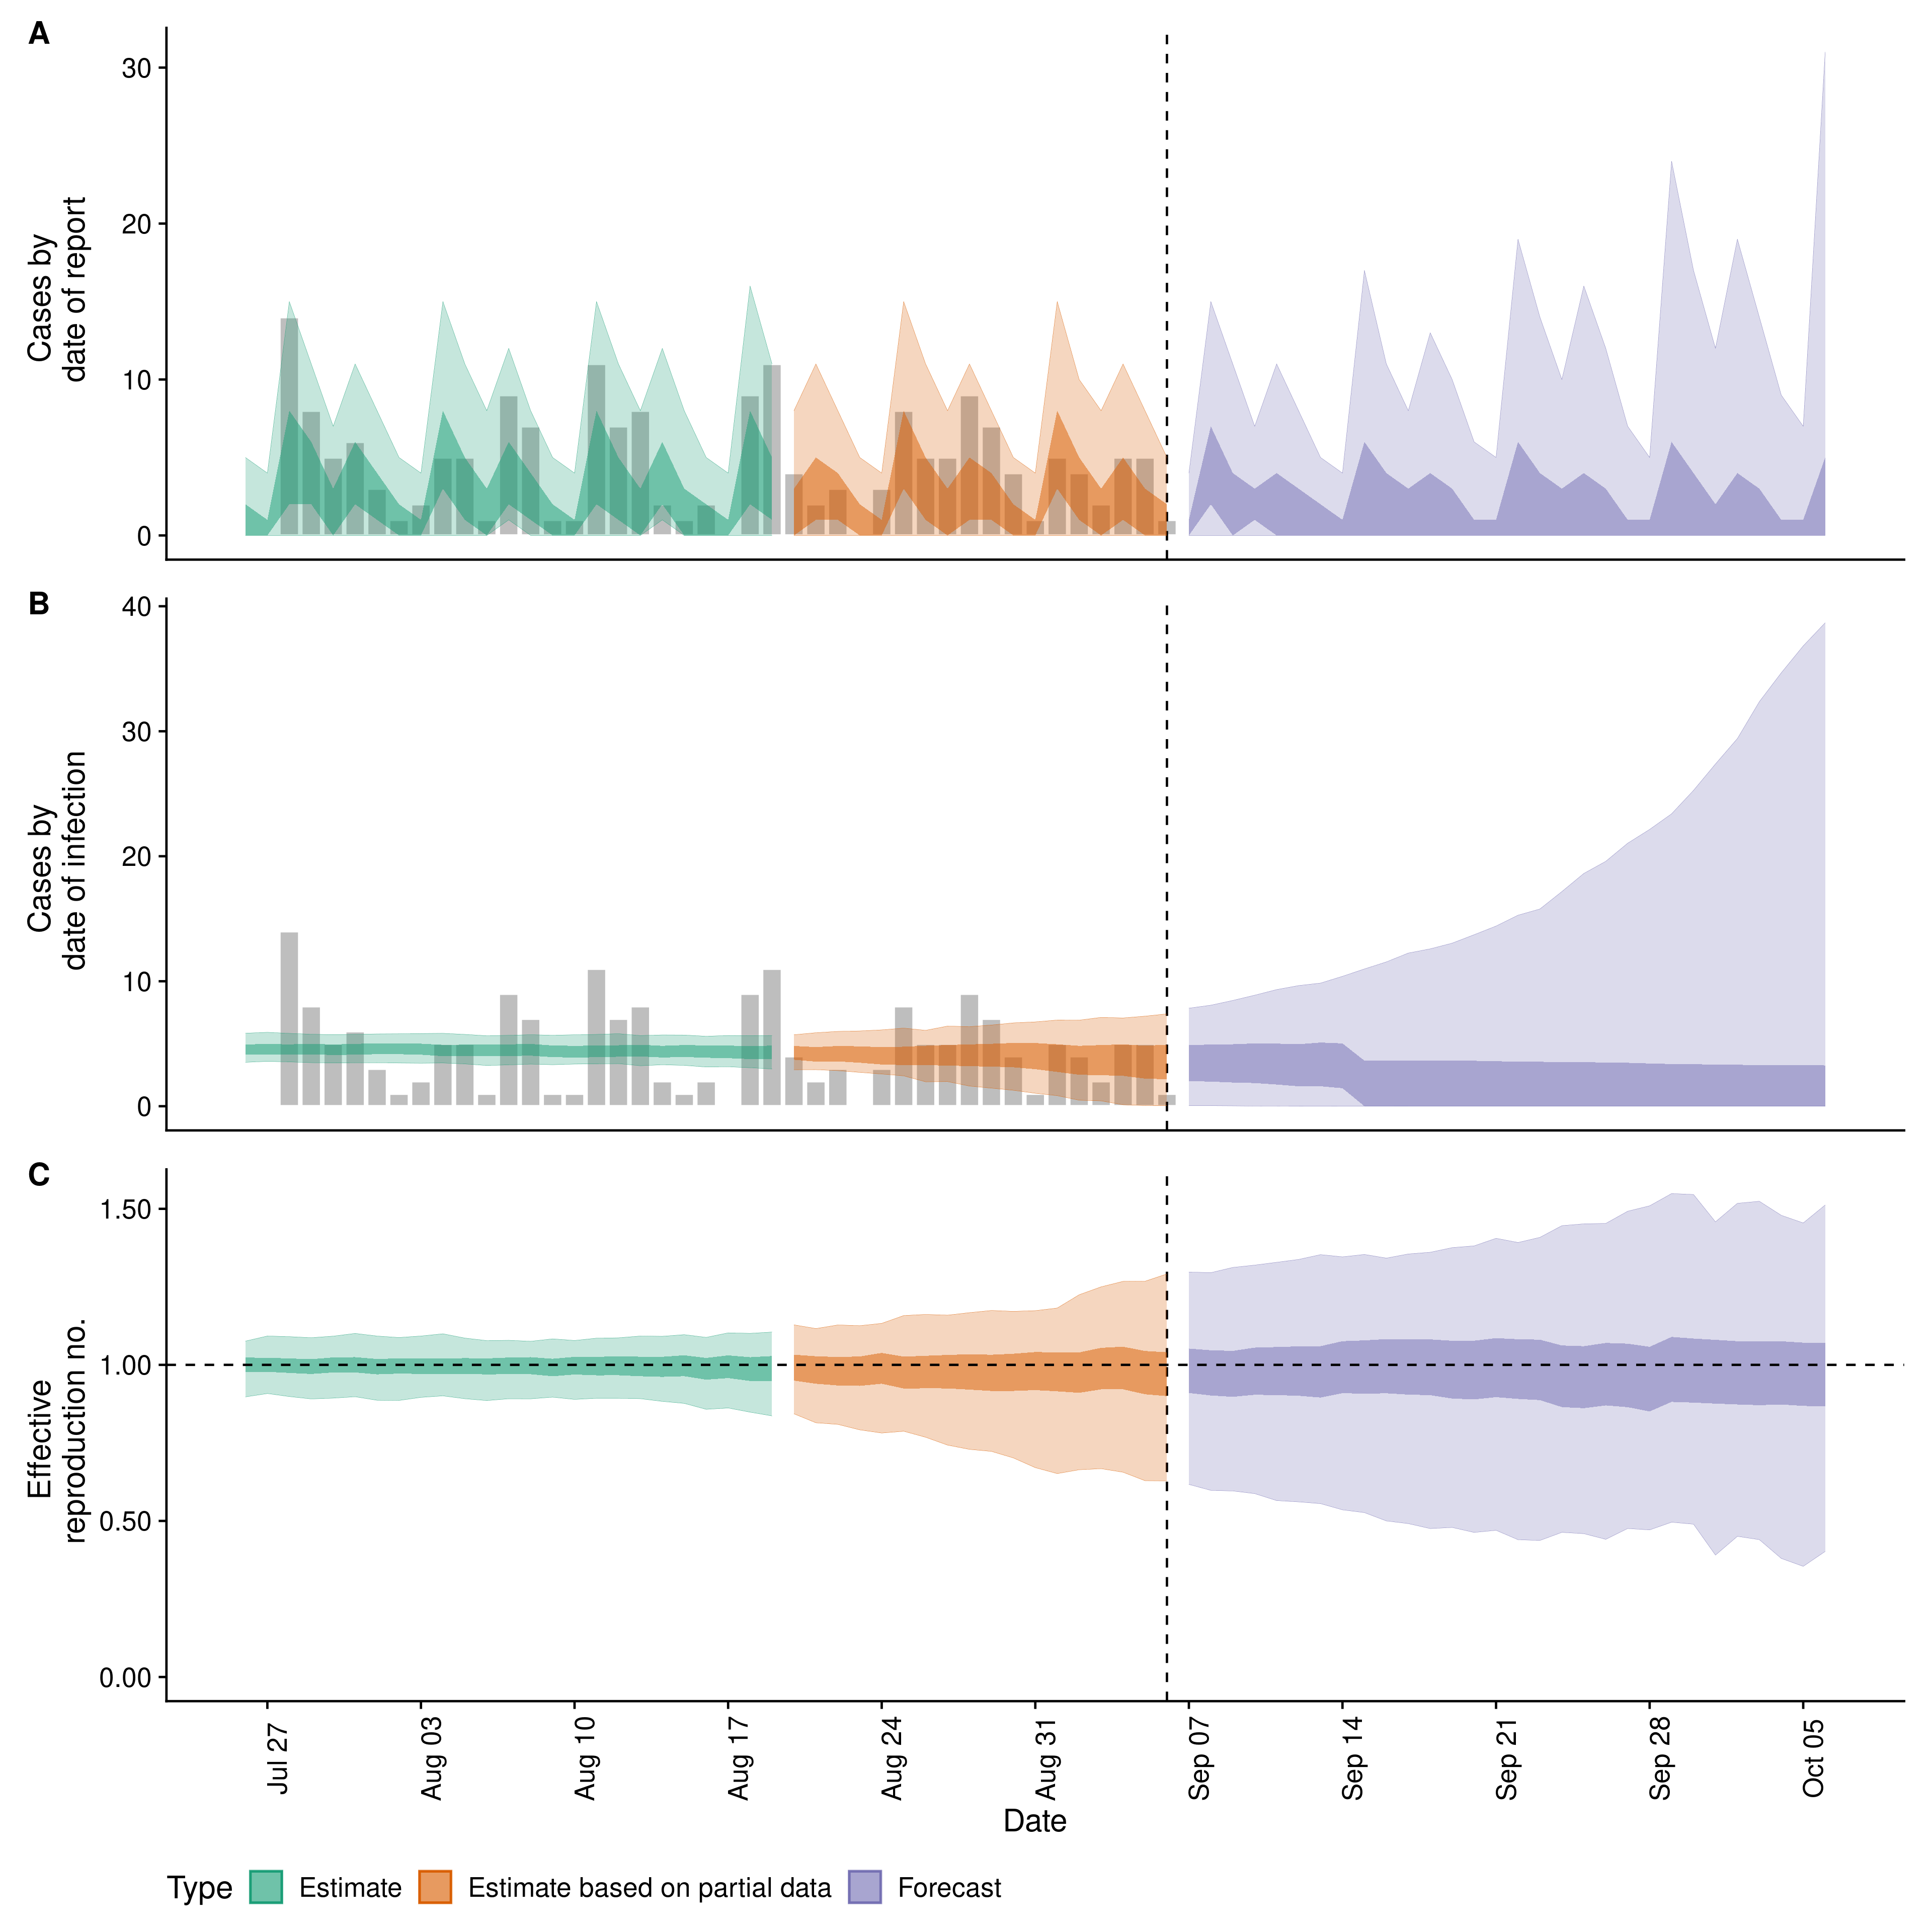 A
30
20
10
0
Cases by
date of report
B
40
30
20
10
0
Cases by
date of infection
C
1.50
1.00
0.50
0.00
Effective
reproduction no.
Jul 27
Aug 03
Aug 10
Aug 17
Aug 24
Aug 31
Sep 07
Sep 14
Sep 21
Sep 28
Oct 05
Date
Type Estimate Estimate based on partial data Forecast